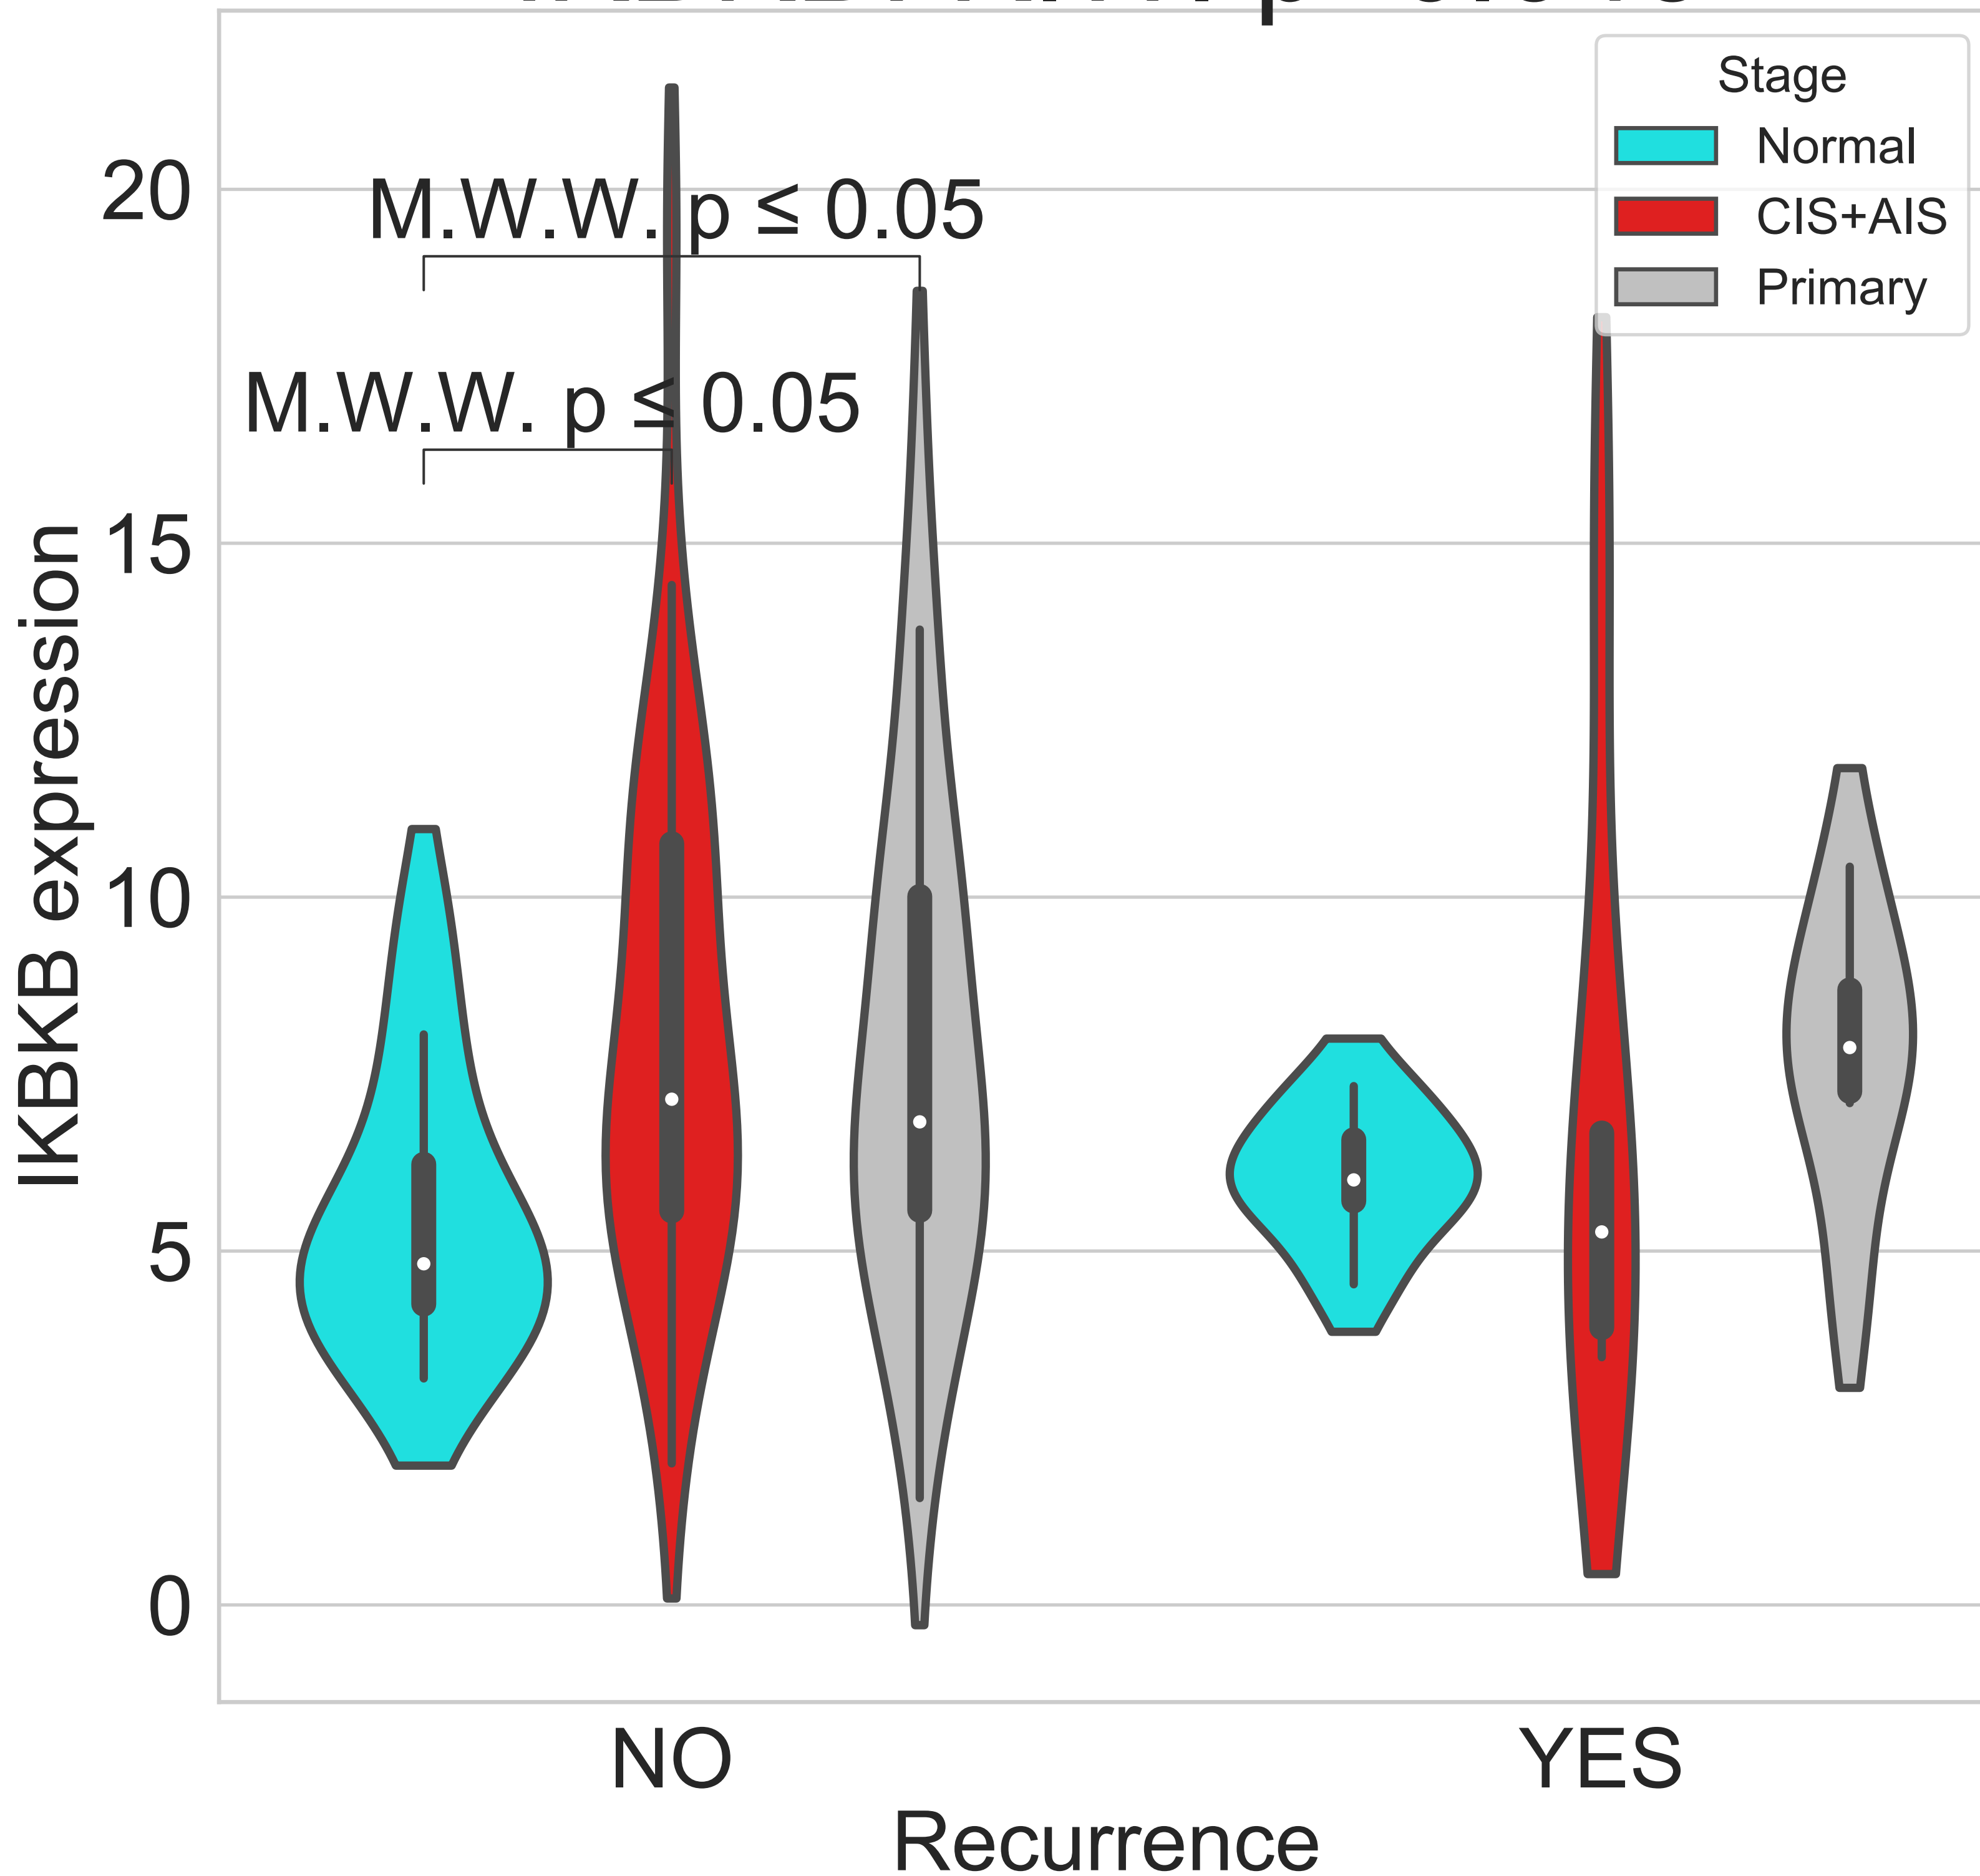 Stage
Normal
CIS+AIS
Primary
M.W.W. p ≤ 0.05
M.W.W. p ≤ 0.05
20
15
10
5
0
IKBKB expression
NO
YES
Recurrence